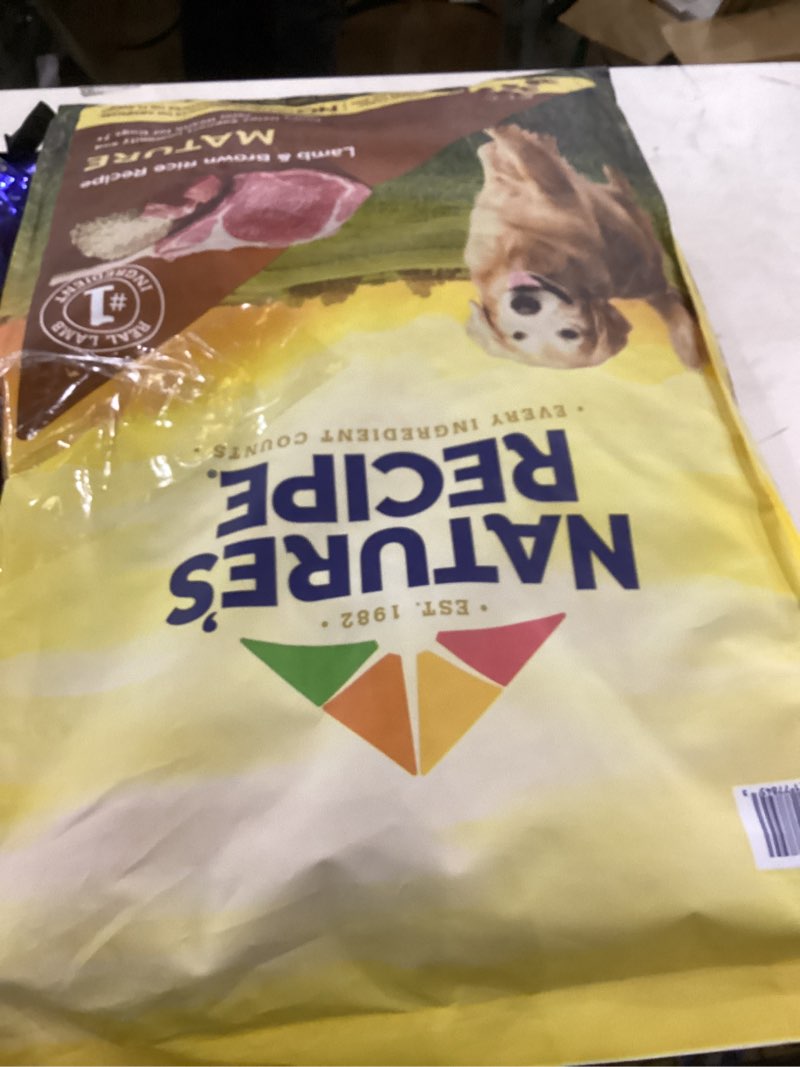 • EST. 1982 •
NATURE'S
RECIPE®
• EVERY INGREDIENT COUNTS •
REAL LAMB
#1
INGREDIENT
Lamb & Brown Rice Recipe
MATURE